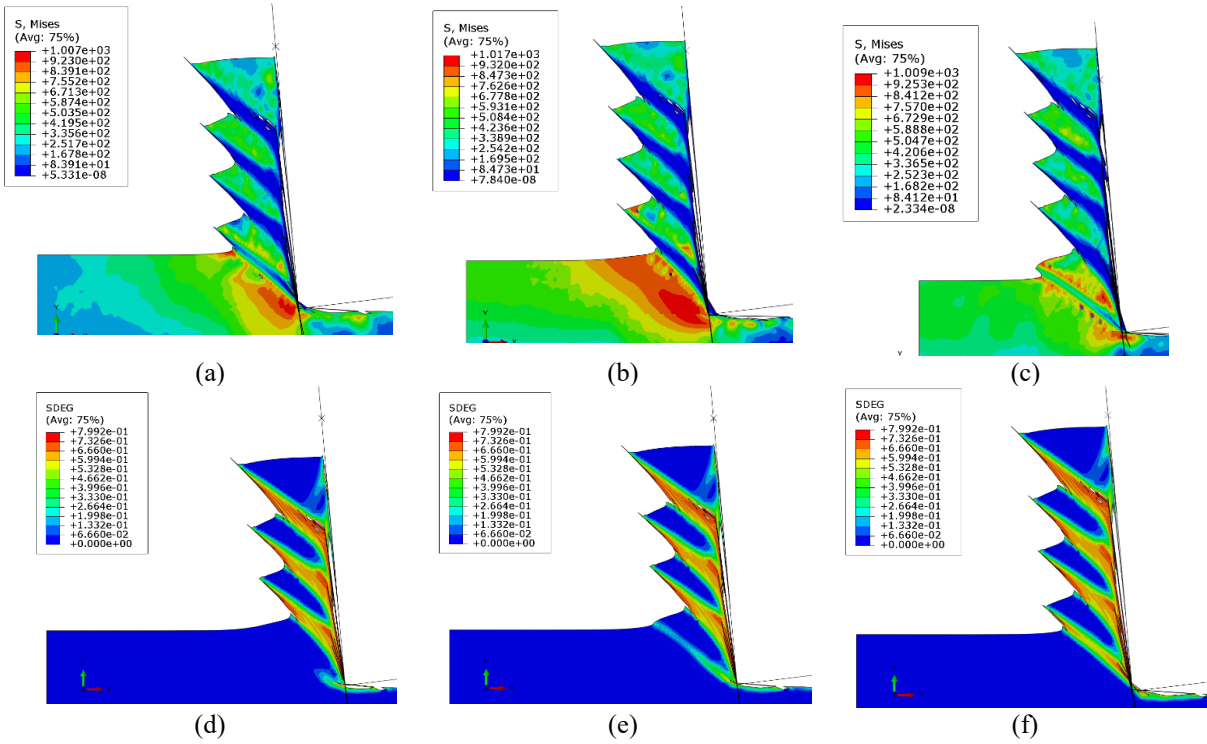 S, Mises
(Avg: 75%)
+1.007e+03
+9.230e+02
+8.391e+02
+7.552e+02
+6.713e+02
+5.874e+02
+5.035e+02
+4.195e+02
+3.356e+02
+2.517e+02
+1.678e+02
+8.391e+01
+5.331e-08
Y
X
(a)
S, Mises
(Avg: 75%)
+1.017e+03
+9.320e+02
+8.473e+02
+7.626e+02
+6.778e+02
+5.931e+02
+5.084e+02
+4.236e+02
+3.389e+02
+2.542e+02
+1.695e+02
+8.473e+01
+7.840e-08
Y
X
(b)
S, Mises
(Avg: 75%)
+1.009e+03
+9.253e+02
+8.412e+02
+7.570e+02
+6.729e+02
+5.888e+02
+5.047e+02
+4.206e+02
+3.365e+02
+2.523e+02
+1.682e+02
+8.412e+01
+2.334e-08
Y
(c)
SDEG
(Avg: 75%)
+7.992e-01
+7.326e-01
+6.660e-01
+5.994e-01
+5.328e-01
+4.662e-01
+3.996e-01
+3.330e-01
+2.664e-01
+1.998e-01
+1.332e-01
+6.660e-02
+0.000e+00
Y
X
(d)
SDEG
(Avg: 75%)
+7.992e-01
+7.326e-01
+6.660e-01
+5.994e-01
+5.328e-01
+4.662e-01
+3.996e-01
+3.330e-01
+2.664e-01
+1.998e-01
+1.332e-01
+6.660e-02
+0.000e+00
Y
X
(e)
SDEG
(Avg: 75%)
+7.992e-01
+7.326e-01
+6.660e-01
+5.994e-01
+5.328e-01
+4.662e-01
+3.996e-01
+3.330e-01
+2.664e-01
+1.998e-01
+1.332e-01
+6.660e-02
+0.000e+00
Y
X
(f)